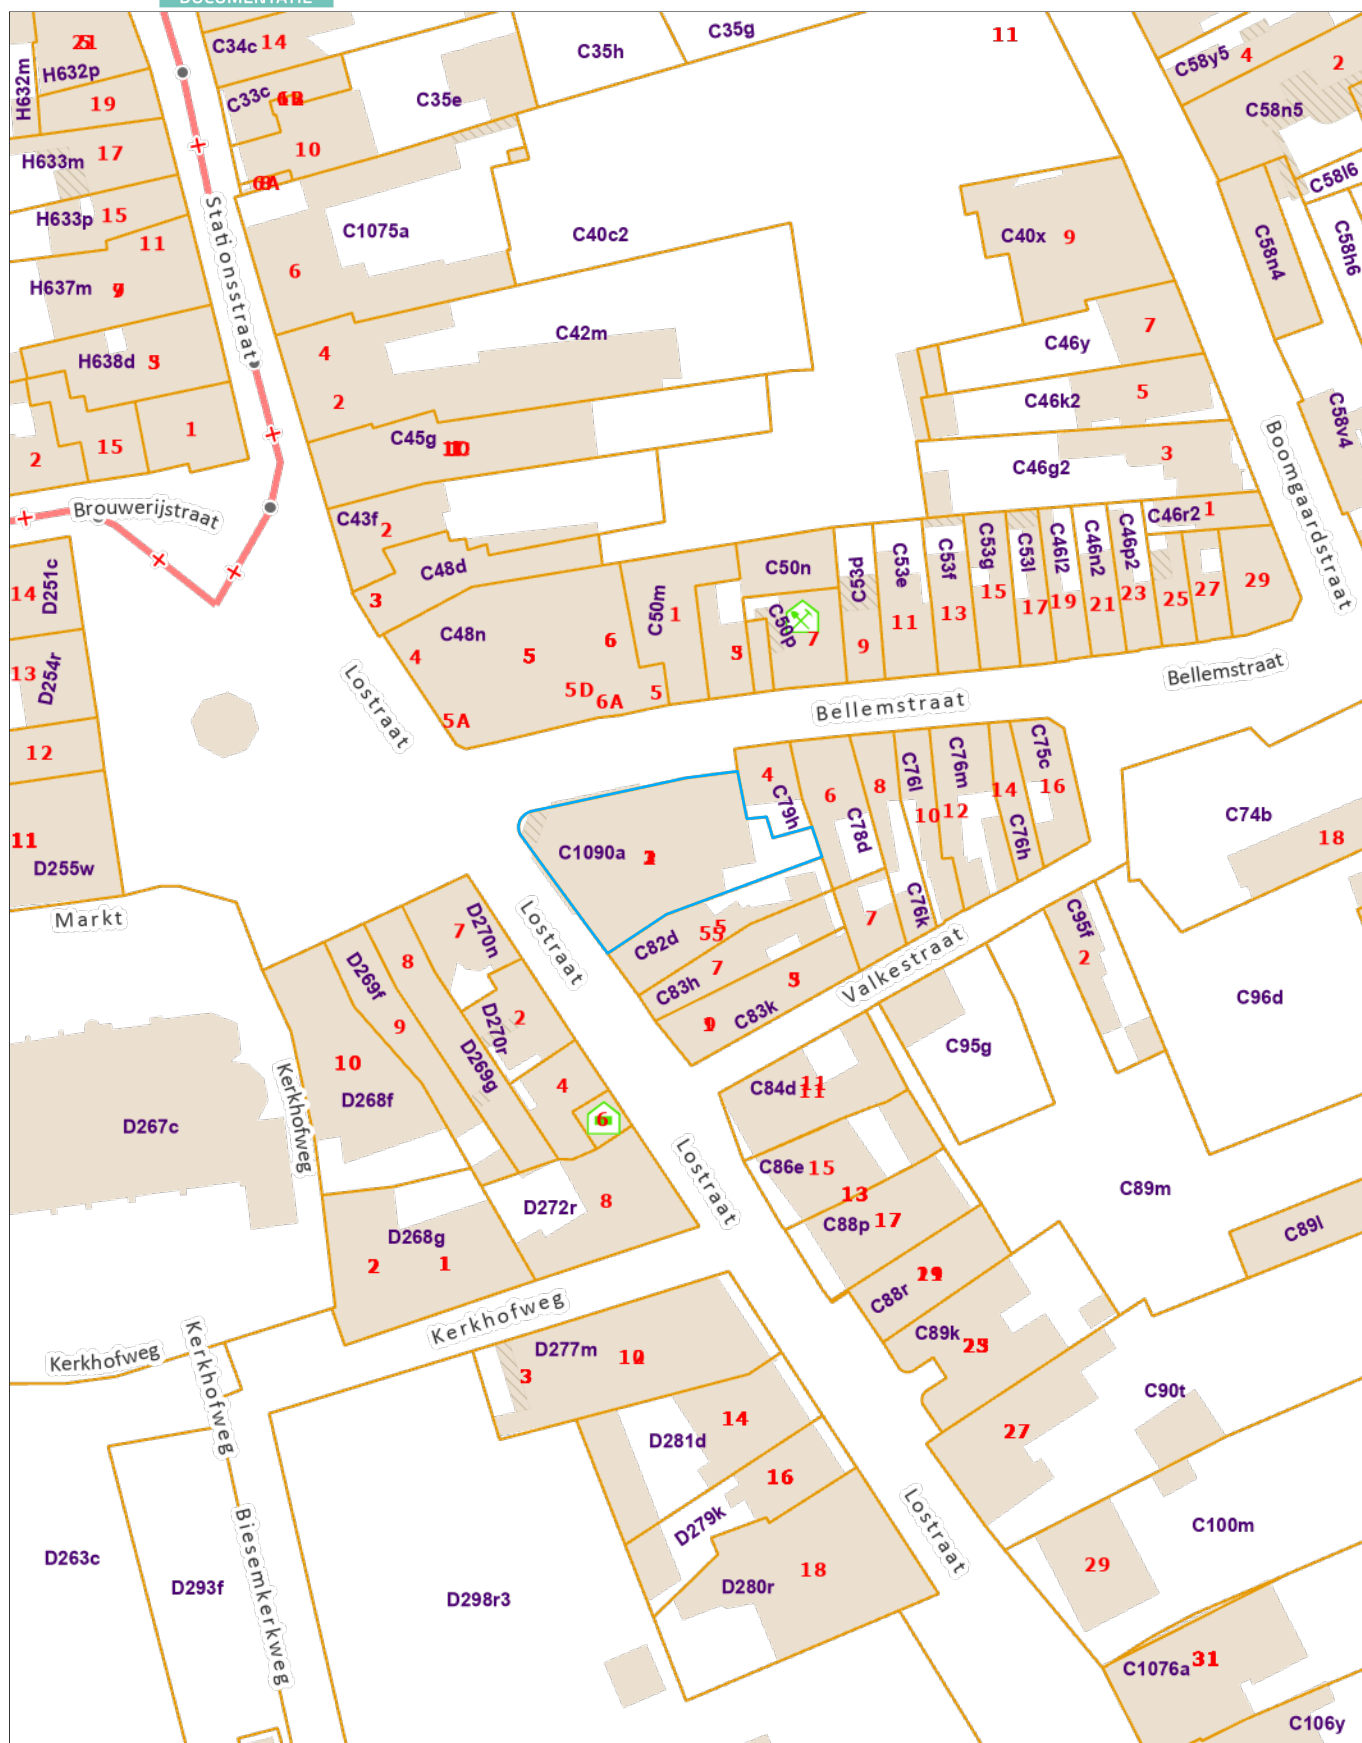 DOCUMENTATIE
H632m
H632p
19
H633m 17
H633p 15
11
H637m
H638d
15
1
2
C34c 14
C33c
10
C35e
C35h
C35g
11
C1075a
6
C40c2
C42m
4
2
C45g
C43f 2
C48d
3
C48n
4
5
6
5D
6A
5
5A
C40x 9
C46y 7
C46k2 5
C46g2 3
C46r2 1
C58y5 4
2
C58n5
C58l6
C58h6
C58n4
C58v4
Stationsstraat
Brouwerijstraat
Boomgaardstraat
C50m 1
C50n
C50p 7
C53d 9
C53e 11
C53f 13
C53g 15
C53l 17
C46l2 19
C46n2 21
C46p2 23
25
27
29
14 D251c
13 D254r
12
11
D255w
Lostraat
Bellemstraat
Bellemstraat
C1090a
4
C79h
6
C78d
8
C76l
10
C76m
12
14
C76h
C75c
16
C76k
7
C74b
18
Markt
C82d
55
5
C83h 7
C83k
Valkestraat
C95f
2
C96d
C95g
Lostraat
D270n
7
8
D269f
9
D270r 2
D269g
4
6
10
D268f
Kerkhofweg
D267c
C84d 11
11
C86e 15
13
C88p 17
C88r
C89k
C89m
C89l
D272r 8
D268g
2 1
Lostraat
Kerkhofweg
Kerkhofweg
Kerkhofweg
D277m
3
C90t
27
D281d 14
16
D279k
D280r 18
Lostraat
C100m
29
D263c
D293f
Biesemkerkweg
D298r3
C1076a 31
C106y